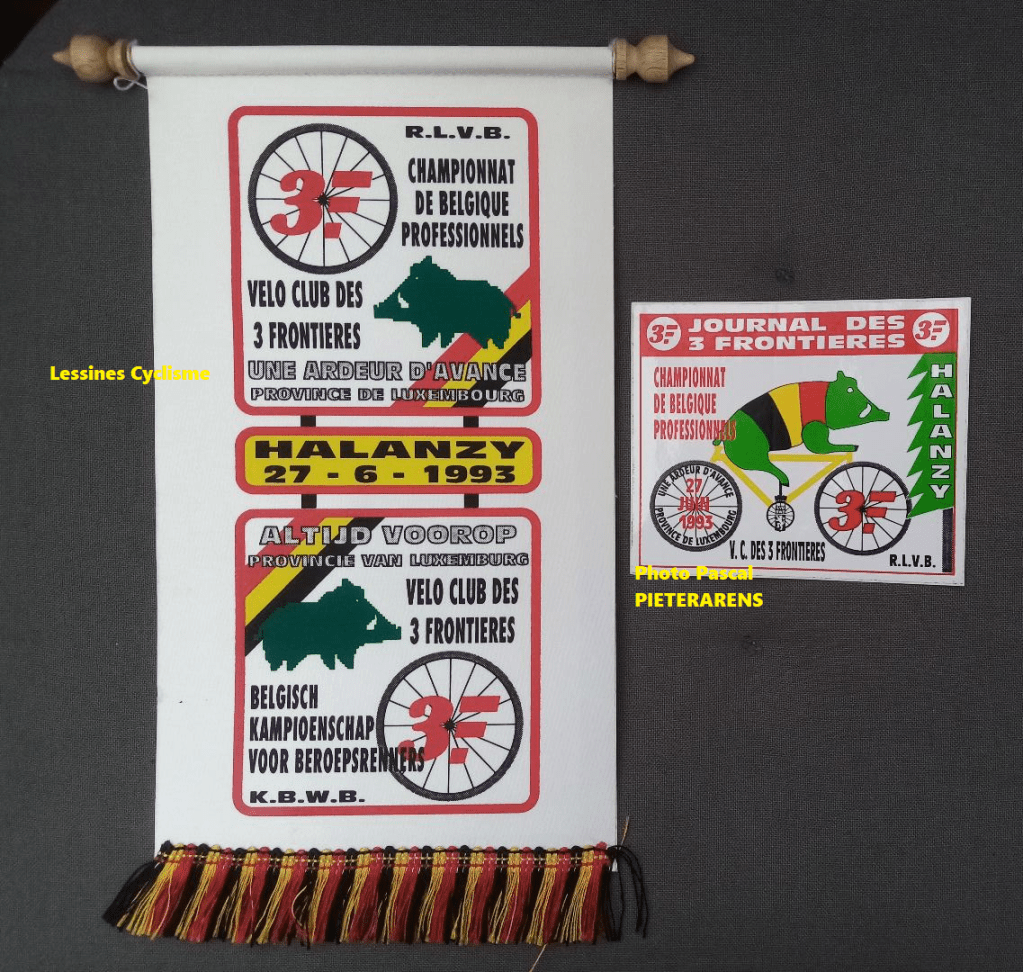 3F
R.L.V.B.
CHAMPIONNAT
DE BELGIQUE
PROFESSIONNELS
VELO CLUB DES
3 FRONTIERES
UNE ARDEUR D'AVANCE
PROVINCE DE LUXEMBOURG
HALANZY
27 - 6 - 1993
ALTIJD VOOROP
PROVINCIE VAN LUXEMBURG
VELO CLUB DES
3 FRONTIERES
3F
BELGISCH
KAMPIOENSCHAP
VOOR BEROEPSRENNERS
K.B.W.B.
Lessines Cyclisme
3F
JOURNAL DES
3 FRONTIERES
3F
CHAMPIONNAT
DE BELGIQUE
PROFESSIONNELS
HALANZY
UNE ARDEUR D'AVANCE
27
JUIN
1993
PROVINCE DE LUXEMBOURG
3F
V.C. DES 3 FRONTIERES
R.L.V.B.
Photo Pascal
PIETERARENS